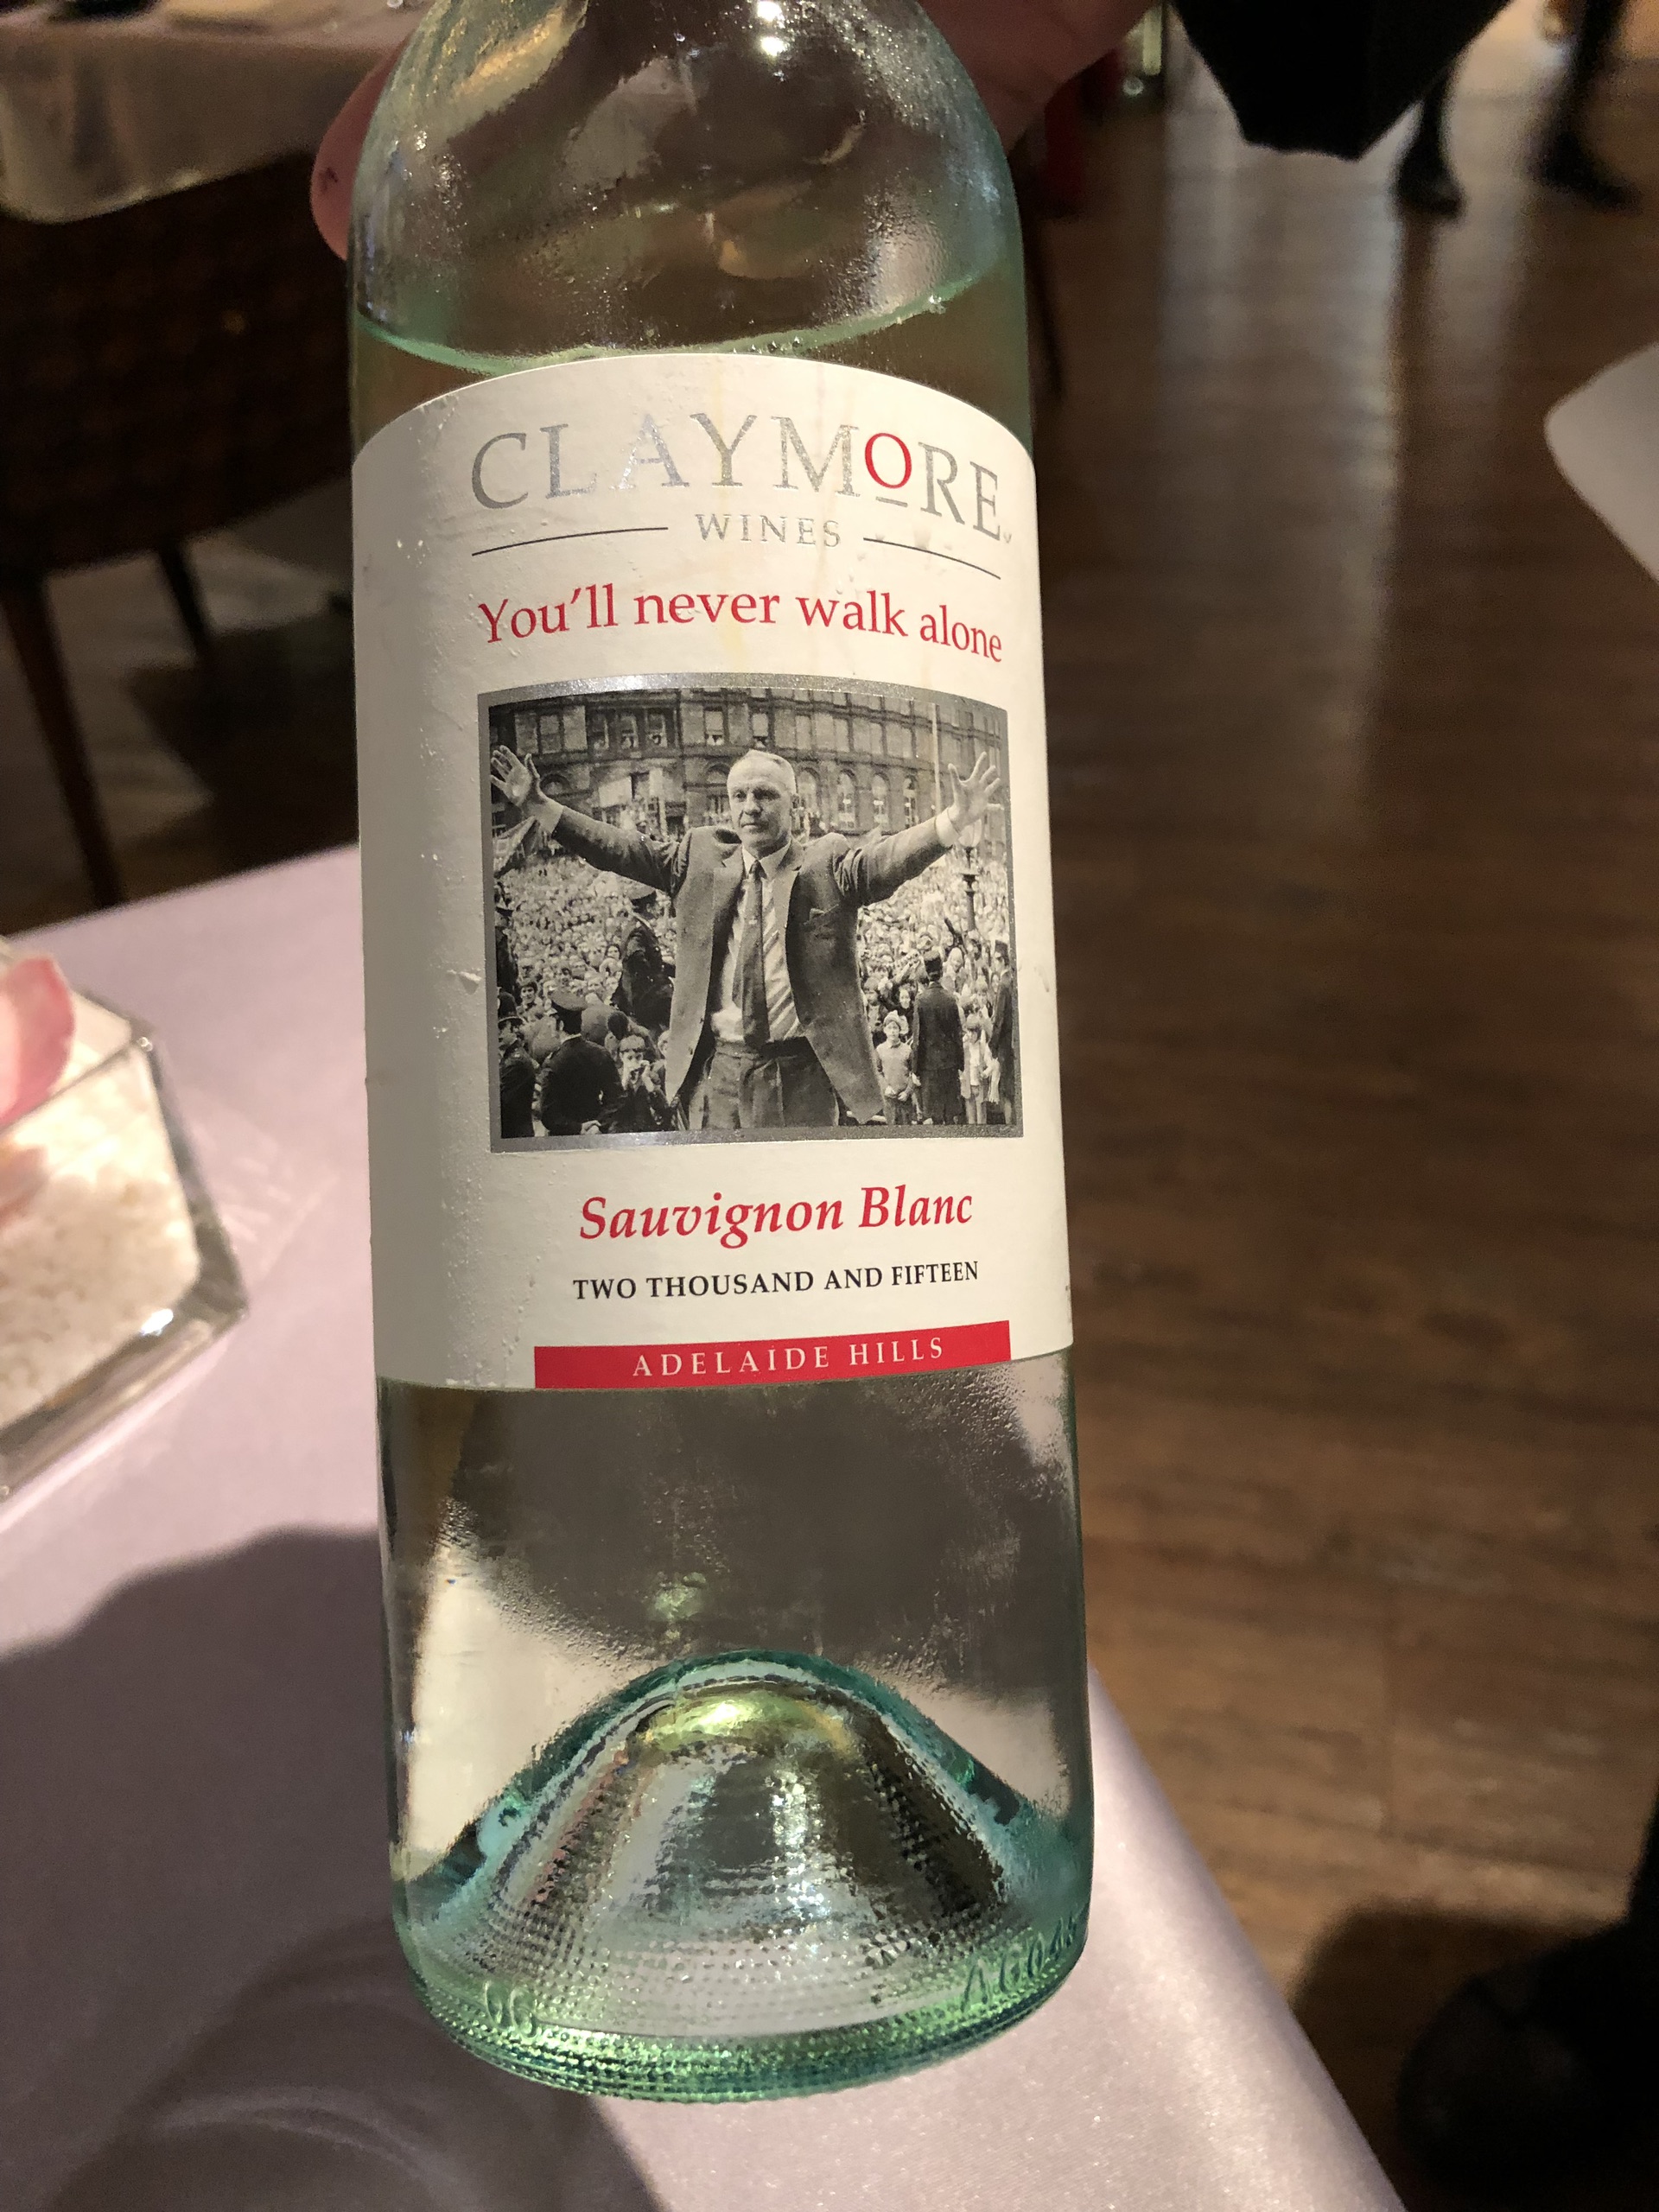 CLAYMORE
WINES
You'll never walk alone
Sauvignon Blanc
TWO THOUSAND AND FIFTEEN
ADELAIDE HILLS